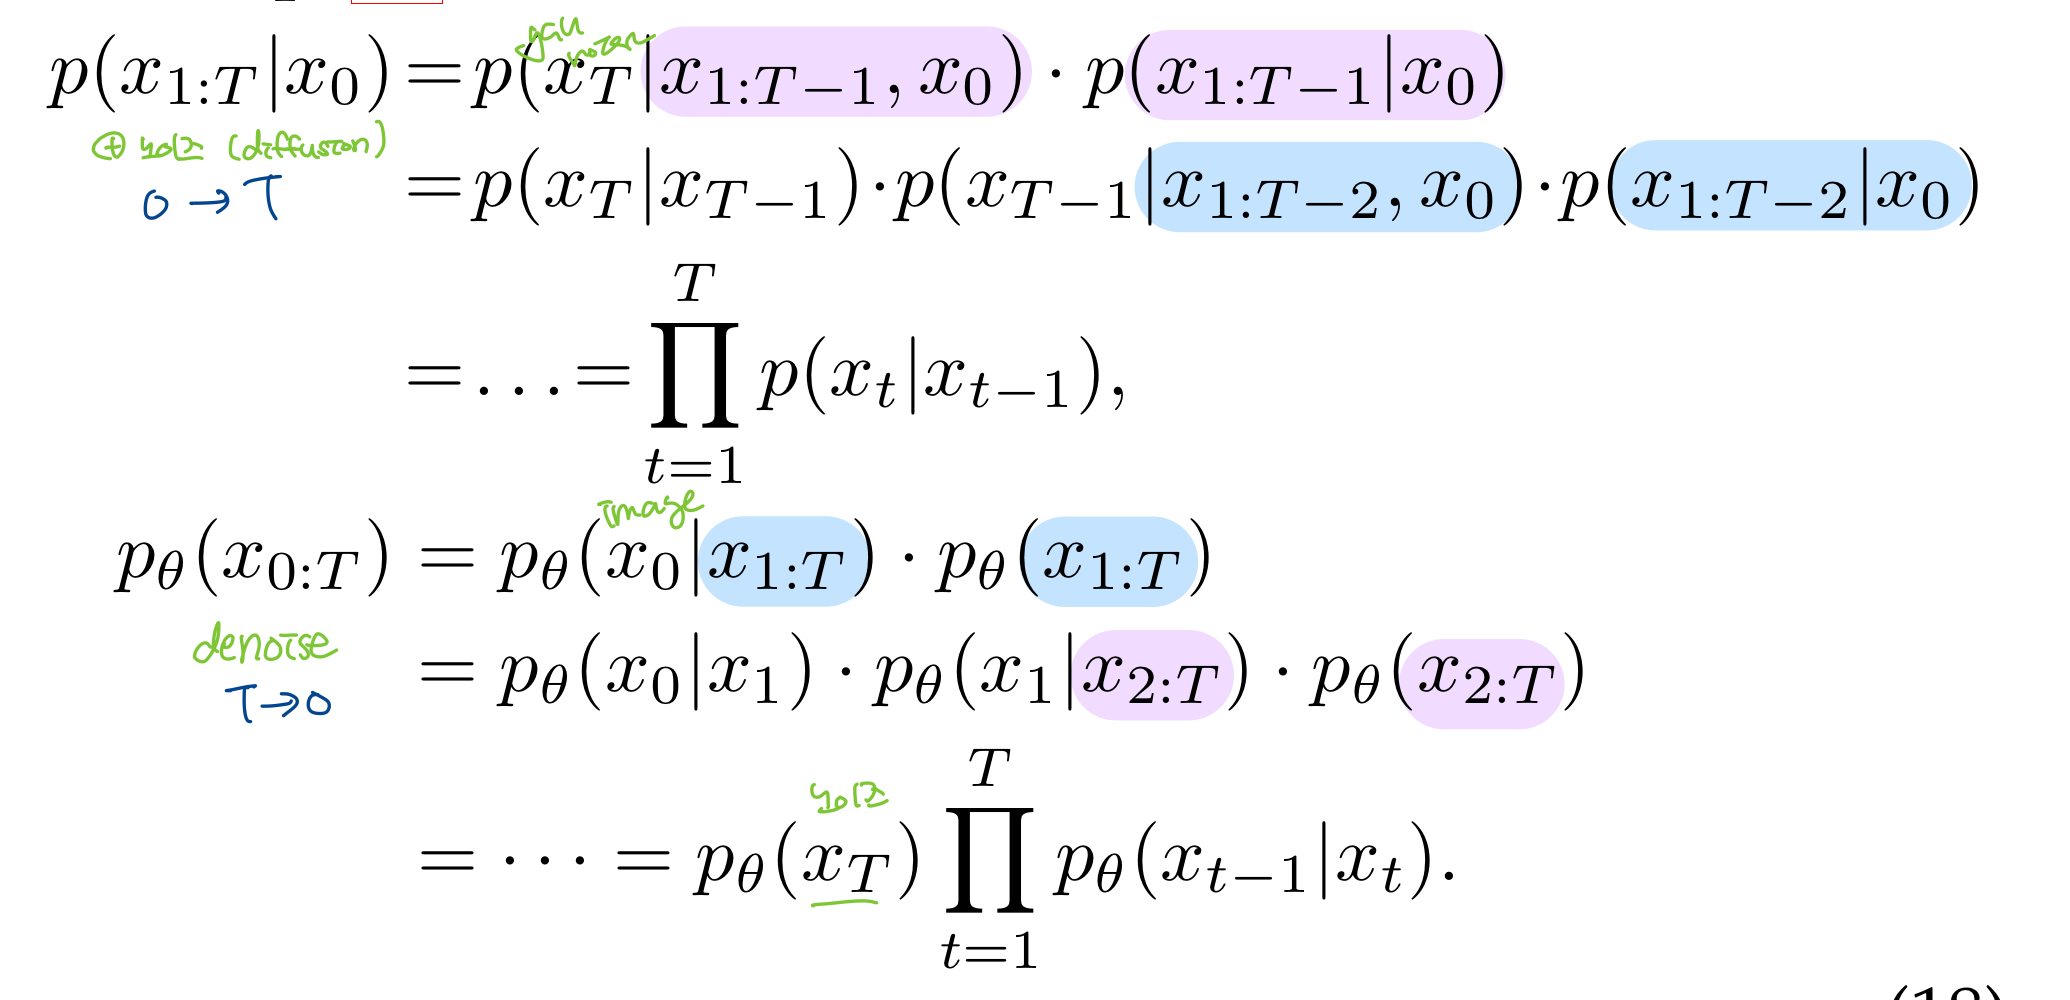 p(x_{1:T}|x_0) = p(x_T|x_{1:T-1}, x_0) · p(x_{1:T-1}|x_0)
(diffusion)
0 → T
= p(x_T|x_{T-1}) · p(x_{T-1}|x_{1:T-2}, x_0) · p(x_{1:T-2}|x_0)
= ... = ∏_{t=1}^{T} p(x_t|x_{t-1}),
image
p_θ(x_{0:T}) = p_θ(x_0|x_{1:T}) · p_θ(x_{1:T})
denoise
T → 0
= p_θ(x_0|x_1) · p_θ(x_1|x_{2:T}) · p_θ(x_{2:T})
= ··· = p_θ(x_T) ∏_{t=1}^{T} p_θ(x_{t-1}|x_t).